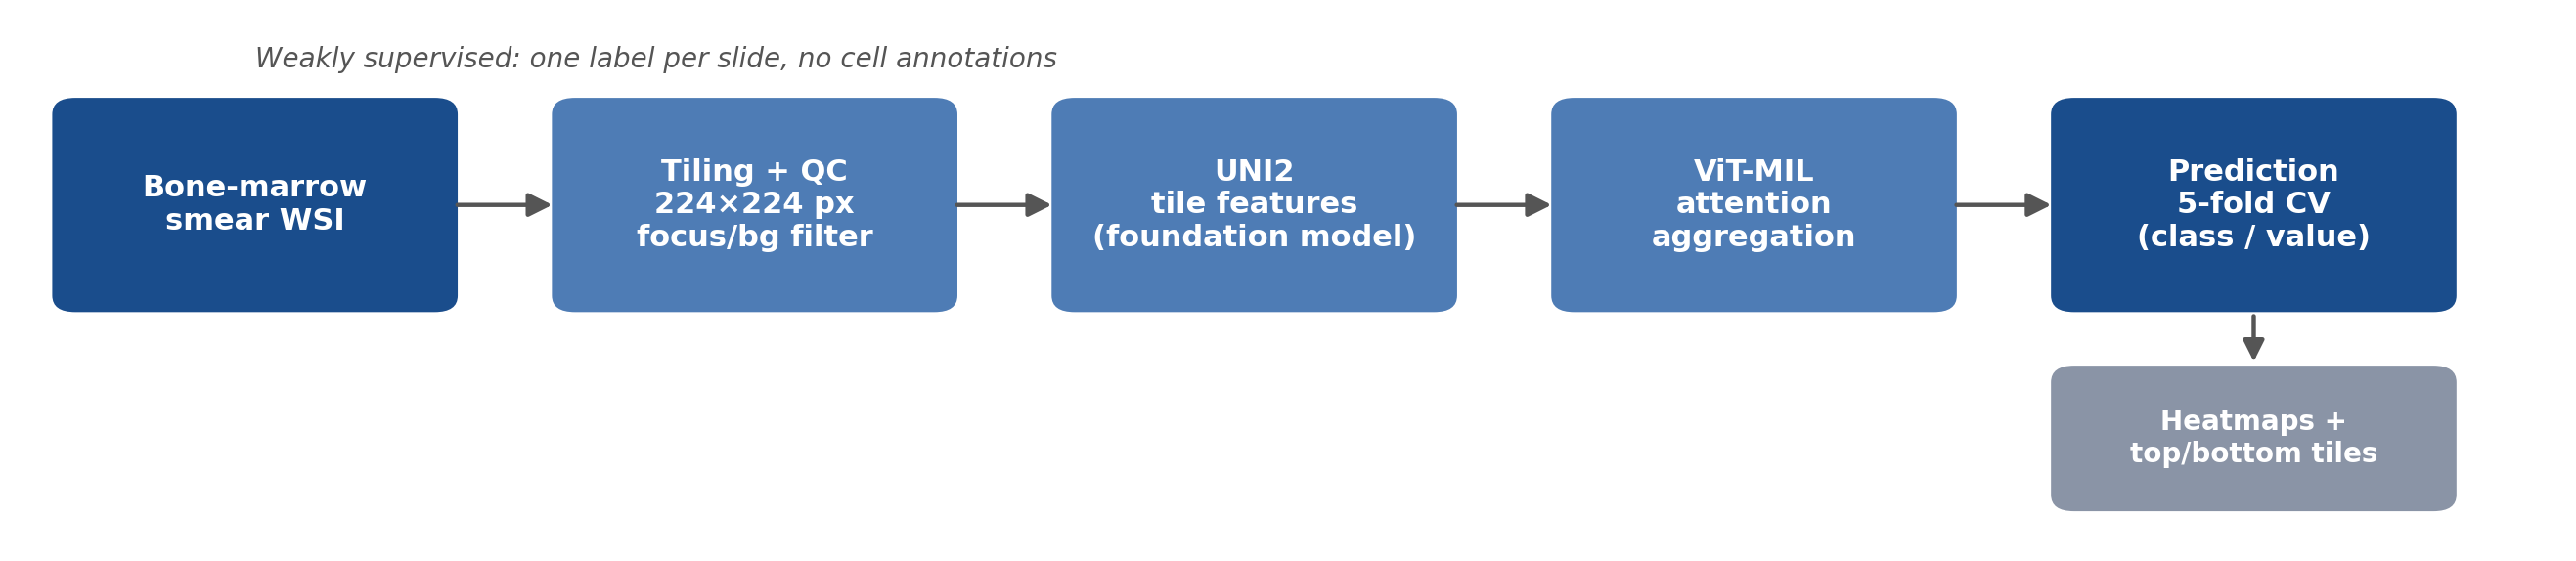 Weakly supervised: one label per slide, no cell annotations
Bone-marrow
smear WSI
Tiling + QC
224×224 px
focus/bg filter
UNI2
tile features
(foundation model)
ViT-MIL
attention
aggregation
Prediction
5-fold CV
(class / value)
Heatmaps +
top/bottom tiles